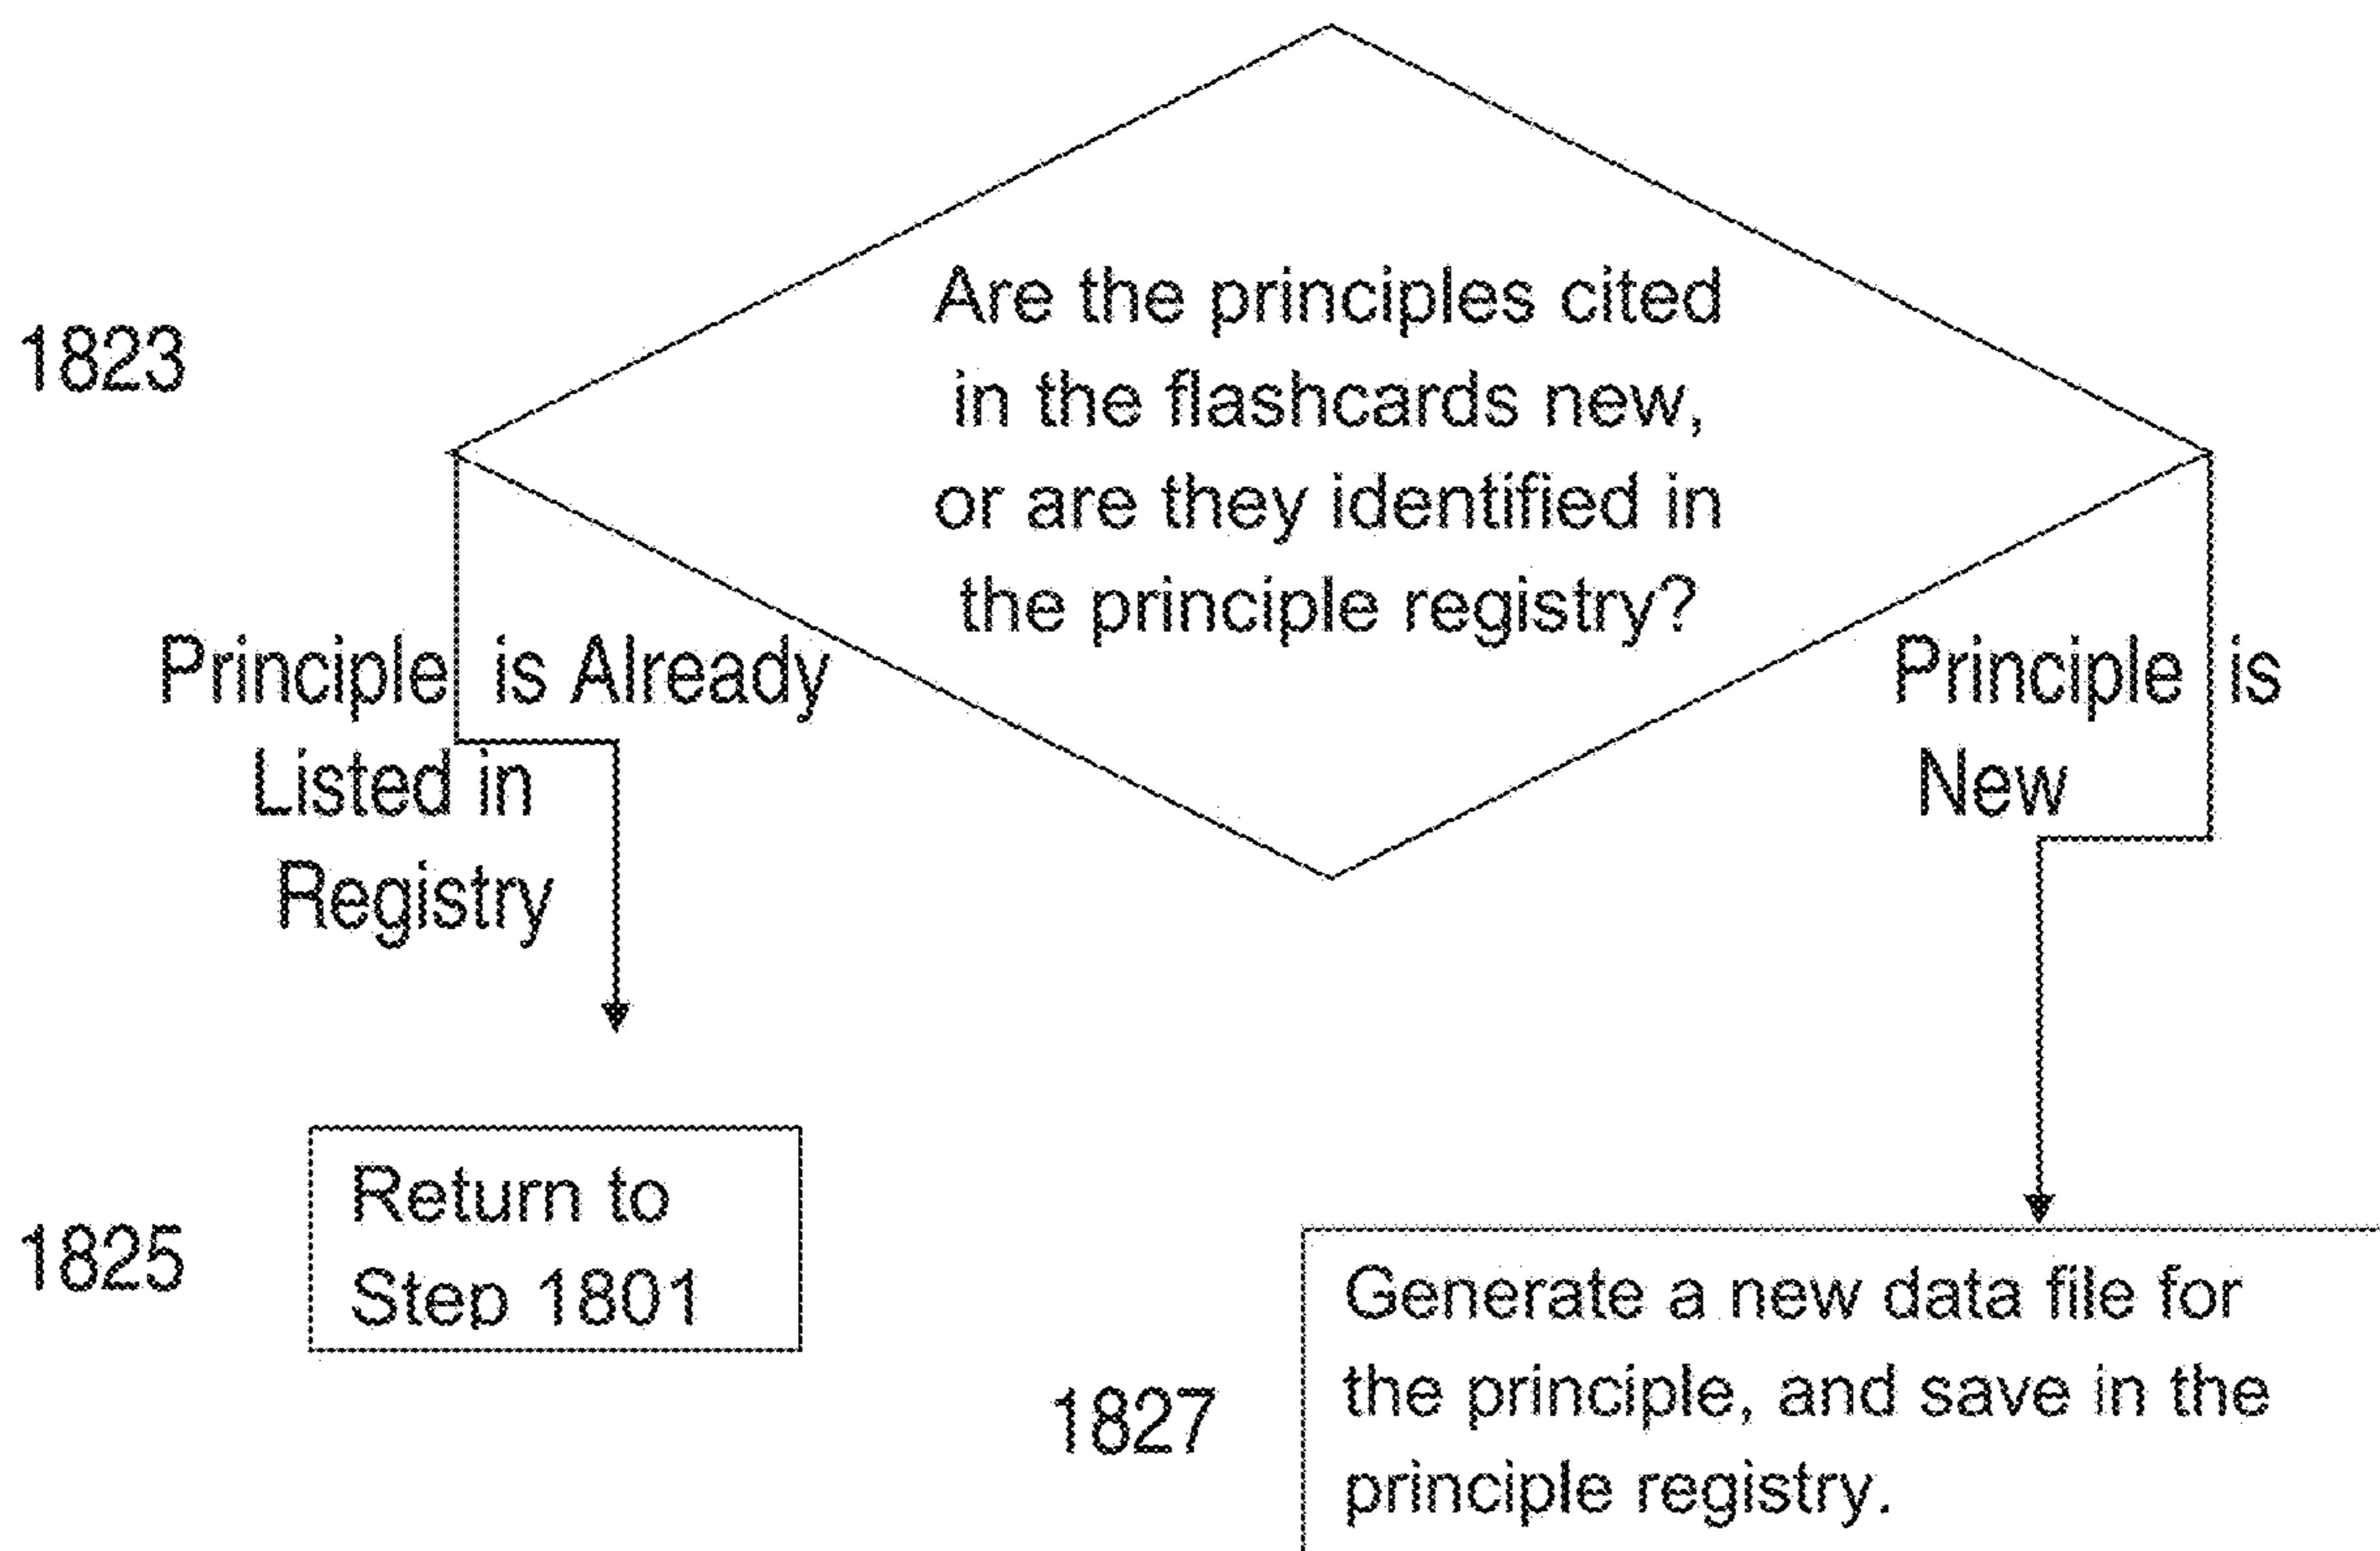 Are the principles cited
1823
in the flashcards new,
or are they identified in
the principle registry?
Principle is Already
Listed in
Registry
Principle is
New
Return to
Step 1801
1825
Generate a new data file for
the principle, and save in the
1827
principle registry.